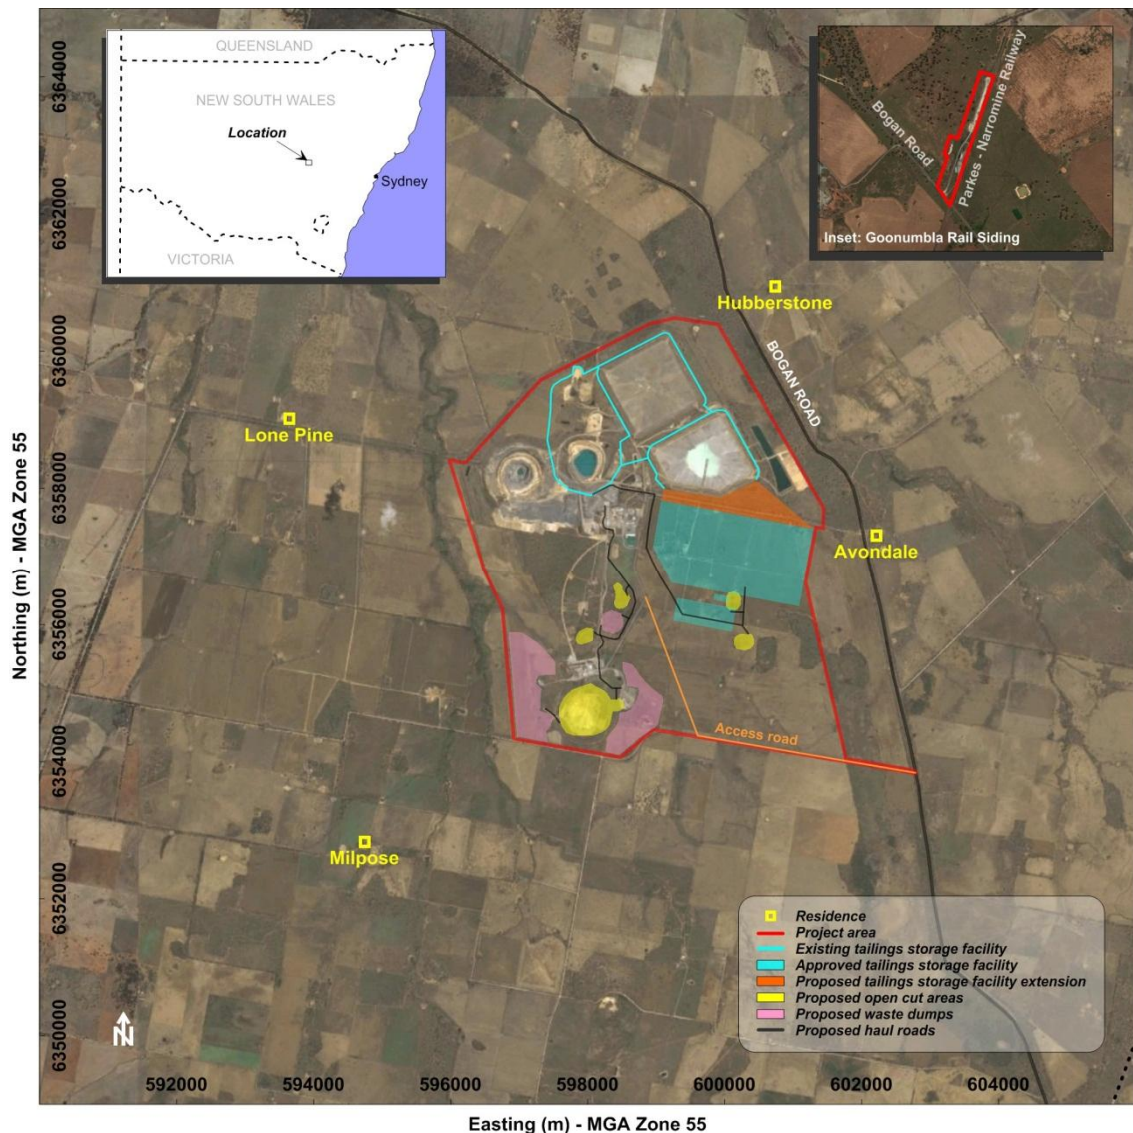 QUEENSLAND
NEW SOUTH WALES
Location
Sydney
VICTORIA
Bogan Road
Parkes - Narromine Railway
Inset: Goonumbla Rail Siding
Hubberstone
BOGAN ROAD
Lone Pine
Avondale
Access road
Milpose
Residence
Project area
Existing tailings storage facility
Approved tailings storage facility
Proposed tailings storage facility extension
Proposed open cut areas
Proposed waste dumps
Proposed haul roads
N
6364000
6362000
6360000
6358000
6356000
6354000
6352000
6350000
Northing (m) - MGA Zone 55
592000 594000 596000 598000 600000 602000 604000
Easting (m) - MGA Zone 55